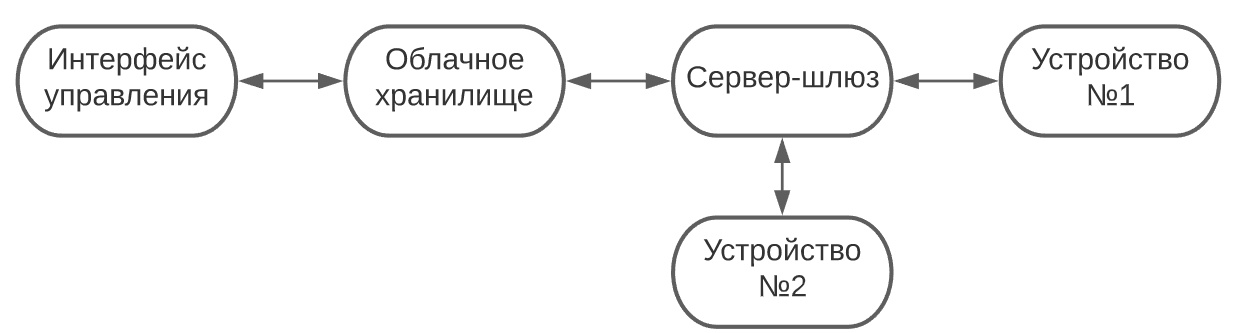 Интерфейс
управления
Облачное
хранилище
Сервер-шлюз
Устройство
№1
Устройство
№2